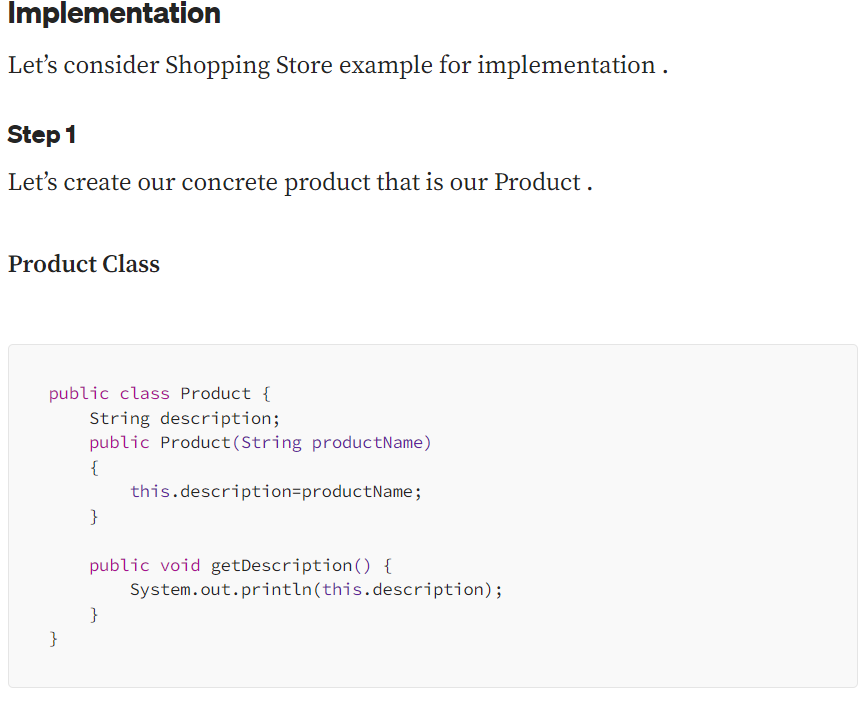 Implementation
Let’s consider Shopping Store example for implementation .
Step 1
Let’s create our concrete product that is our Product .
Product Class
public class Product {
    String description;
    public Product(String productName)
    {
        this.description=productName;
    }
    public void getDescription() {
        System.out.println(this.description);
    }
}